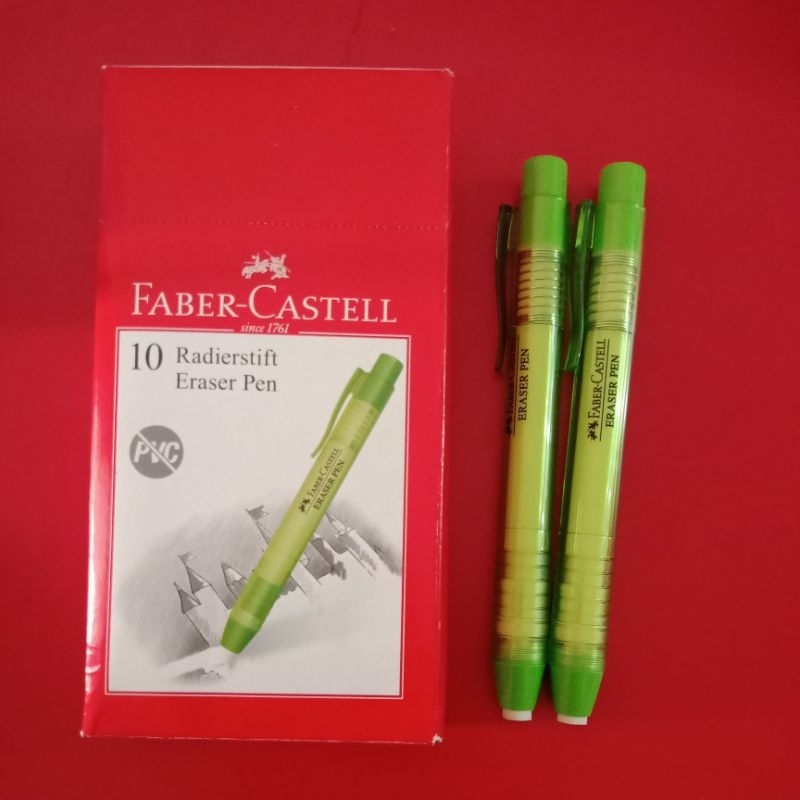 FABER-CASTELL
since 1761
10 Radierstift
Eraser Pen
PVC
FABER-CASTELL
ERASER PEN
FABER-CASTELL
ERASER PEN
FABER-CASTELL
ERASER PEN